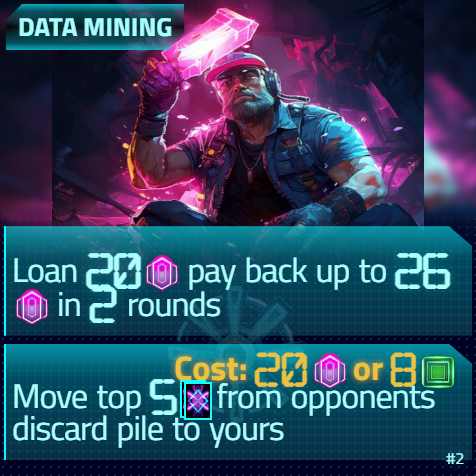 DATA MINING
Loan 20 pay back up to 26
in 2 rounds
Cost: 20 or 8
Move top 5 from opponents
discard pile to yours
#2